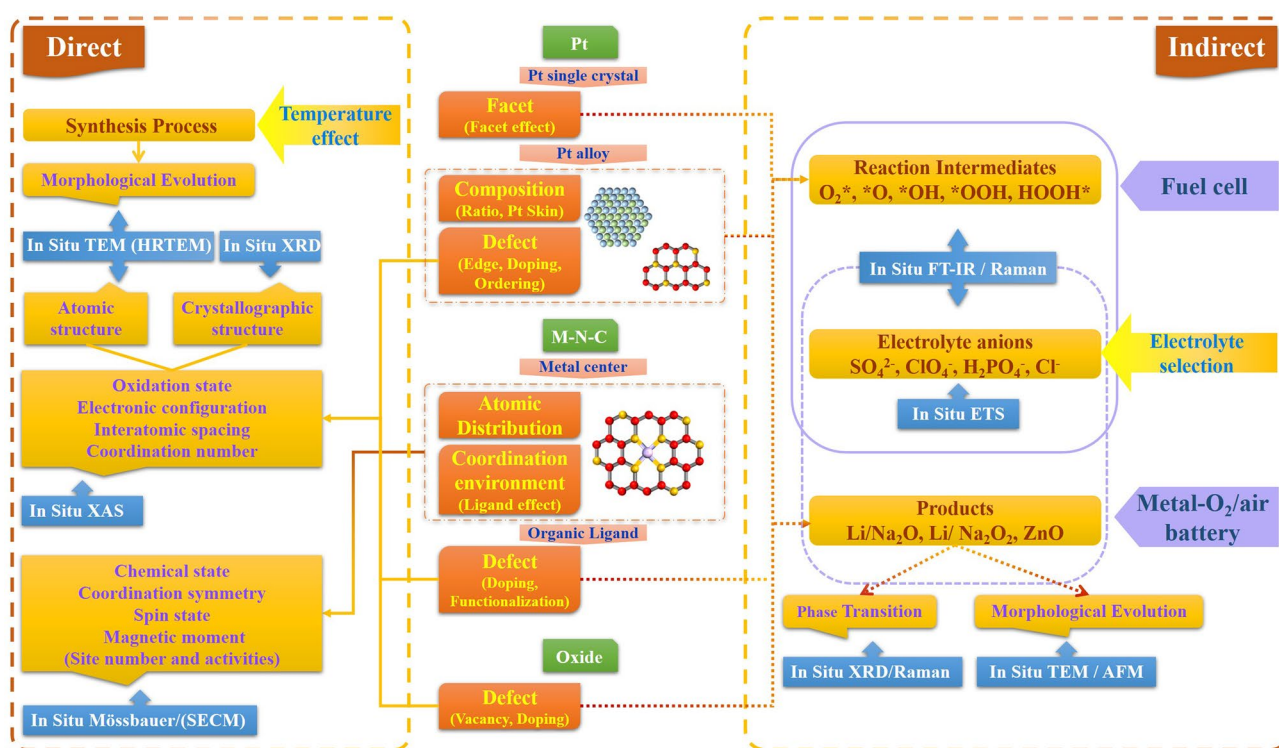 Direct
Synthesis Process
Temperature
effect
Morphological Evolution
In Situ TEM (HRTEM)
In Situ XRD
Atomic
structure
Crystallographic
structure
Oxidation state
Electronic configuration
Interatomic spacing
Coordination number
In Situ XAS
Chemical state
Coordination symmetry
Spin state
Magnetic moment
(Site number and activities)
In Situ Mössbauer/(SECM)
Pt
Pt single crystal
Facet
(Facet effect)
Pt alloy
Composition
(Ratio, Pt Skin)
Defect
(Edge, Doping,
Ordering)
M-N-C
Metal center
Atomic
Distribution
Coordination
environment
(Ligand effect)
Organic Ligand
Defect
(Doping,
Functionalization)
Oxide
Defect
(Vacancy, Doping)
Indirect
Reaction Intermediates
O₂*, *O, *OH, *OOH, HOOH*
Fuel cell
In Situ FT-IR / Raman
Electrolyte anions
SO₄²⁻, ClO₄⁻, H₂PO₄⁻, Cl⁻
Electrolyte
selection
In Situ ETS
Products
Li/Na₂O, Li/ Na₂O₂, ZnO
Metal-O₂/air
battery
Phase Transition
Morphological Evolution
In Situ XRD/Raman
In Situ TEM / AFM